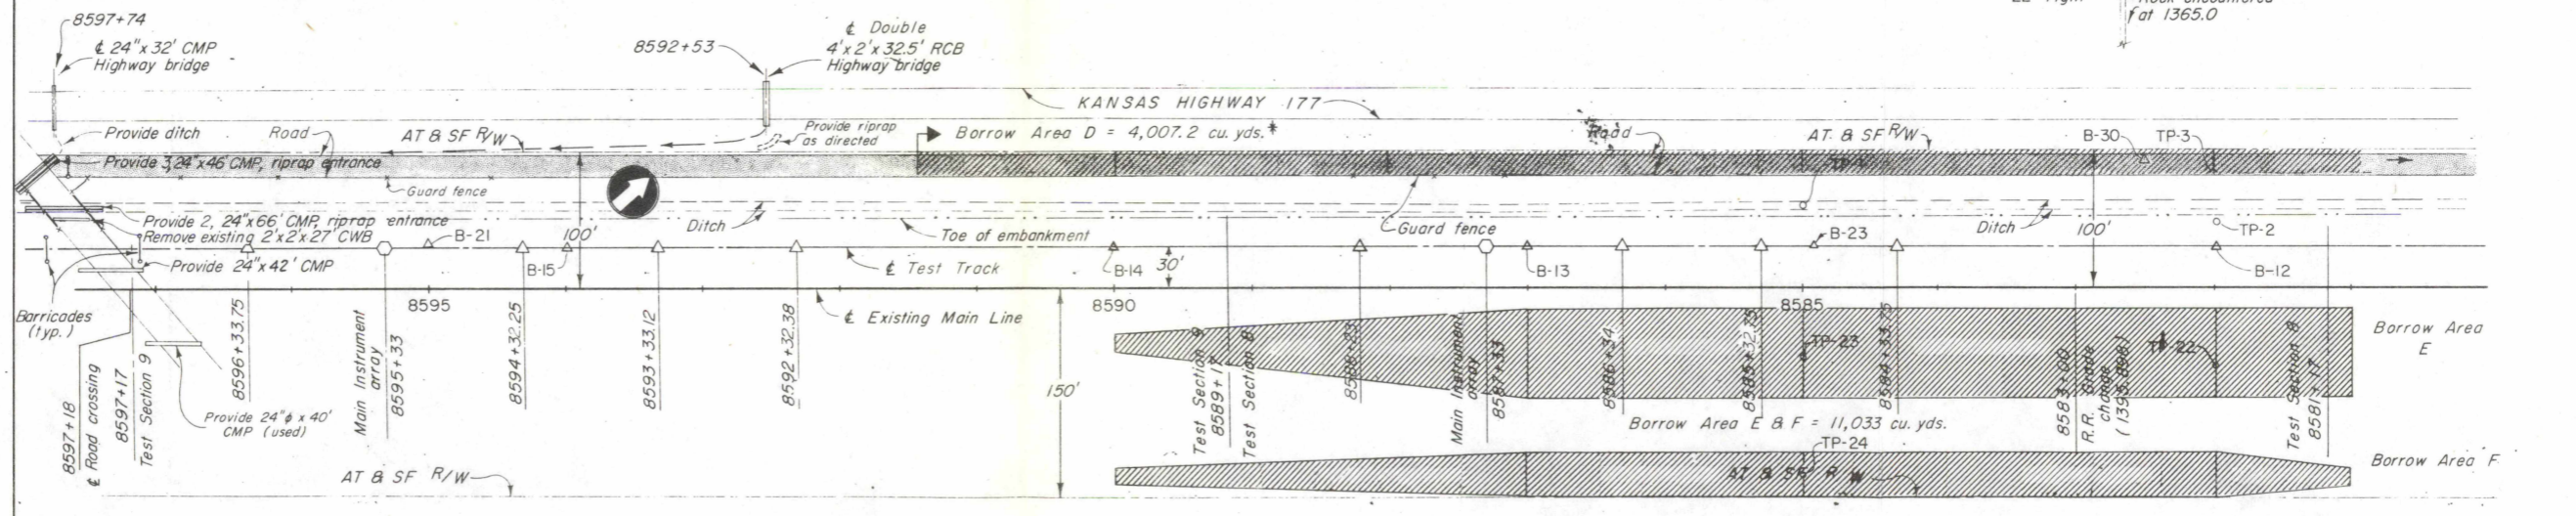 8597+74
℄ 24"x 32' CMP
Highway bridge
8592+53
℄ Double
4'x 2'x 32.5' RCB
Highway bridge
at 1365.0
KANSAS HIGHWAY 177
Provide ditch
Road
AT & SF R/W
Provide riprap
as directed
Borrow Area D = 4,007.2 cu. yds.*
Road
AT & SF R/W
B-30
TP-3
Provide 3,24"x46' CMP, riprap entrance
Guard fence
Provide 2, 24"x 66' CMP, riprap entrance
Remove existing 2'x 2'x 27' CWB
B-21
100'
Ditch
Toe of embankment
Guard fence
B-23
Ditch
100'
TP-2
Provide 24"x 42' CMP
B-15
℄ Test Track
B-14
30'
B-13
B-12
Barricades
(typ.)
8595
℄ Existing Main Line
8590
8585
8597+18
℄ Road crossing
8597+17
Test Section 9
Provide 24"ϕ x 40'
CMP (used)
8596+33.75
Main Instrument
array
8595+33
8594+32.25
8593+33.12
8592+32.38
150'
Test Section 9
8589+17
Test Section 8
8588+23
Main Instrument
array
8587+33
8586+34
8585+32.75
TP-23
8584+33.75
8583+00
R.R. Grade
change
(1395.898)
TP-22
Test Section 8
8581+17
Borrow Area
E
Borrow Area E & F = 11,033 cu. yds.
TP-24
AT & SF R/W
AT & SF R/W
Borrow Area F